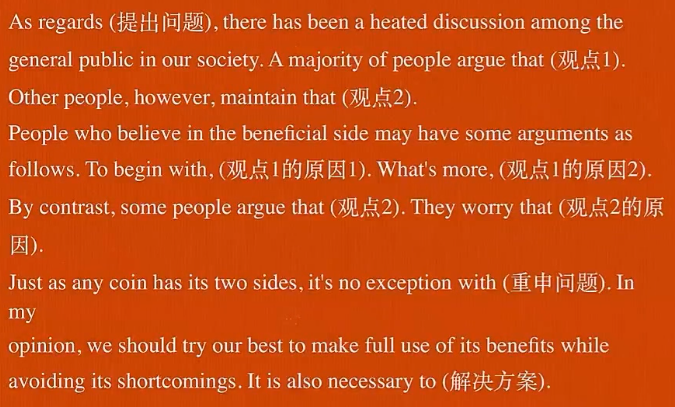 As regards (提出问题), there has been a heated discussion among the
general public in our society. A majority of people argue that (观点1).
Other people, however, maintain that (观点2).
People who believe in the beneficial side may have some arguments as
follows. To begin with, (观点1的原因1). What's more, (观点1的原因2).
By contrast, some people argue that (观点2). They worry that (观点2的原
因).
Just as any coin has its two sides, it's no exception with (重申问题). In
my
opinion, we should try our best to make full use of its benefits while
avoiding its shortcomings. It is also necessary to (解决方案).